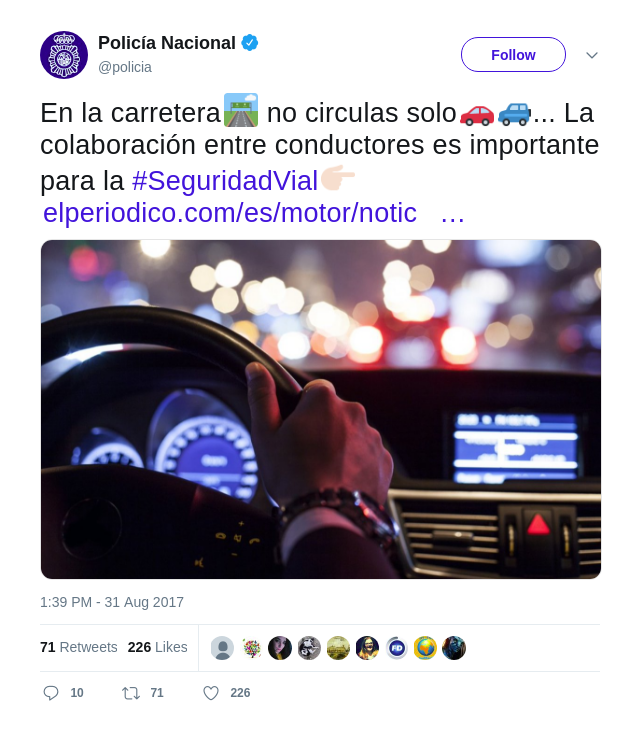 Policía Nacional
@policia
Follow
En la carretera no circulas solo... La
colaboración entre conductores es importante
para la #SeguridadVial
elperiodico.com/es/motor/notic …
1:39 PM - 31 Aug 2017
71 Retweets 226 Likes
FD
10 71 226